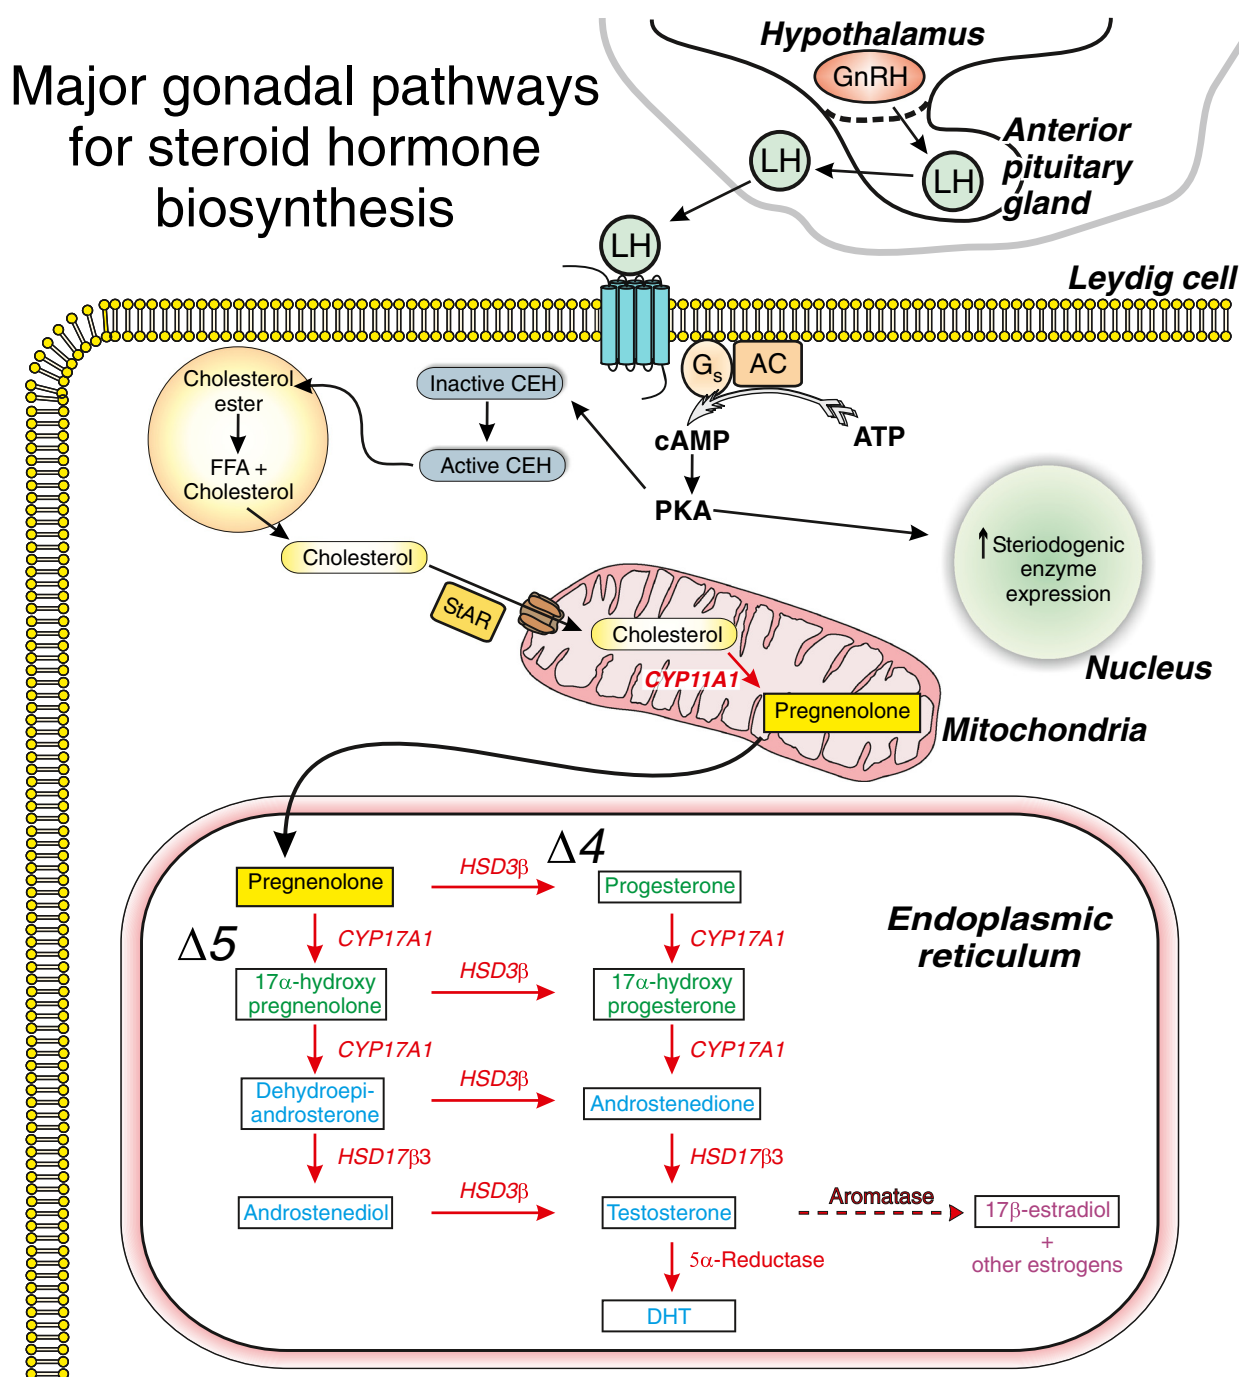 Major gonadal pathways
for steroid hormone
biosynthesis
Hypothalamus
GnRH
Anterior
pituitary
gland
LH
LH
LH
Leydig cell
Gs
AC
cAMP
ATP
PKA
Inactive CEH
Active CEH
Cholesterol
ester
FFA +
Cholesterol
Cholesterol
StAR
Cholesterol
CYP11A1
Pregnenolone
Mitochondria
Steriodogenic
enzyme
expression
Nucleus
Δ4
Δ5
Endoplasmic
reticulum
Pregnenolone
HSD3β
Progesterone
CYP17A1
CYP17A1
17α-hydroxy
pregnenolone
HSD3β
17α-hydroxy
progesterone
CYP17A1
CYP17A1
Dehydroepi-
androsterone
HSD3β
Androstenedione
HSD17β3
HSD17β3
Androstenediol
HSD3β
Testosterone
Aromatase
17β-estradiol
+
other estrogens
5α-Reductase
DHT